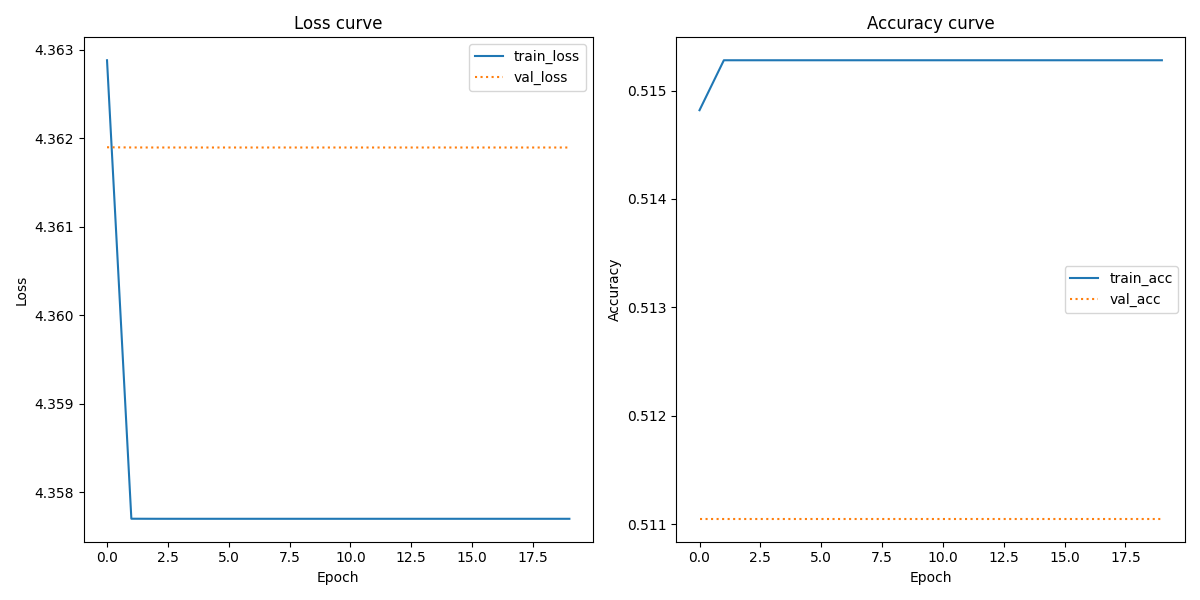 Loss curve
4.363
4.362
4.361
4.360
4.359
4.358
Loss
train_loss
val_loss
0.0 2.5 5.0 7.5 10.0 12.5 15.0 17.5
Epoch
Accuracy curve
0.515
0.514
0.513
0.512
0.511
Accuracy
train_acc
val_acc
0.0 2.5 5.0 7.5 10.0 12.5 15.0 17.5
Epoch